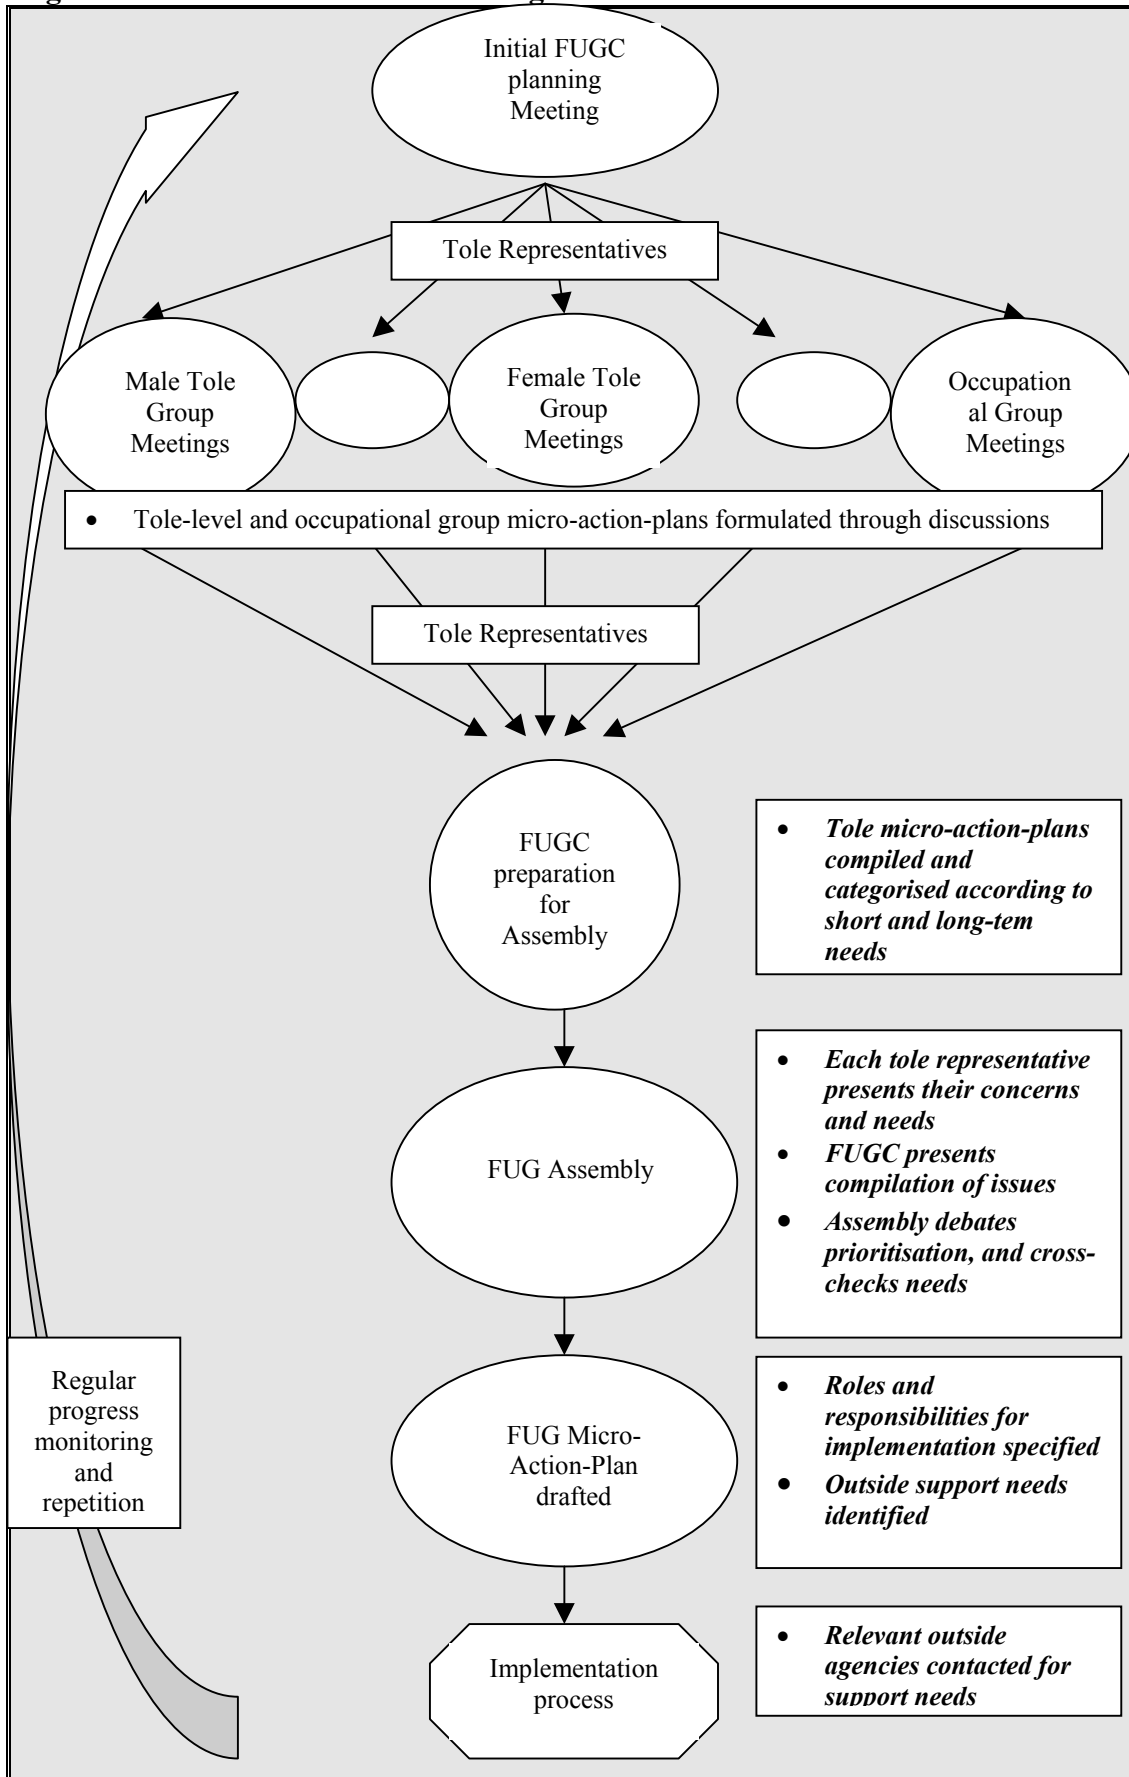 Initial FUGC
planning
Meeting
Tole Representatives
Male Tole
Group
Meetings
Female Tole
Group
Meetings
Occupation
al Group
Meetings
• Tole-level and occupational group micro-action-plans formulated through discussions
Tole Representatives
FUGC
preparation
for
Assembly
• Tole micro-action-plans
compiled and
categorised according to
short and long-tem
needs
• Each tole representative
presents their concerns
and needs
• FUGC presents
compilation of issues
• Assembly debates
prioritisation, and cross-
checks needs
FUG Assembly
Regular
progress
monitoring
and
repetition
FUG Micro-
Action-Plan
drafted
• Roles and
responsibilities for
implementation specified
• Outside support needs
identified
Implementation
process
• Relevant outside
agencies contacted for
support needs